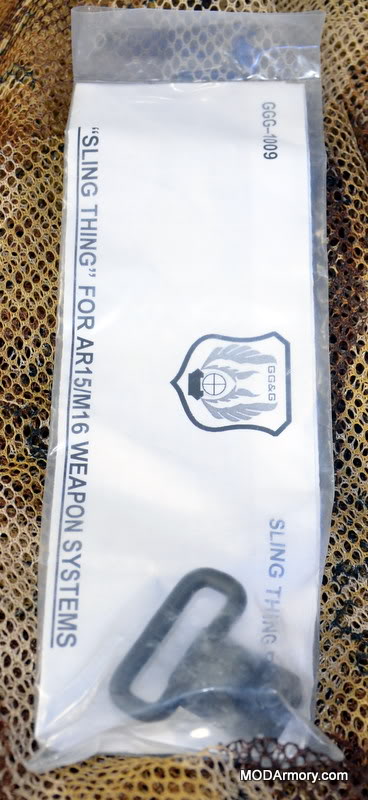 GGG-1009
GG&G
SLING THING
"SLING THING" FOR AR15/M16 WEAPON SYSTEMS
MODArmory.com